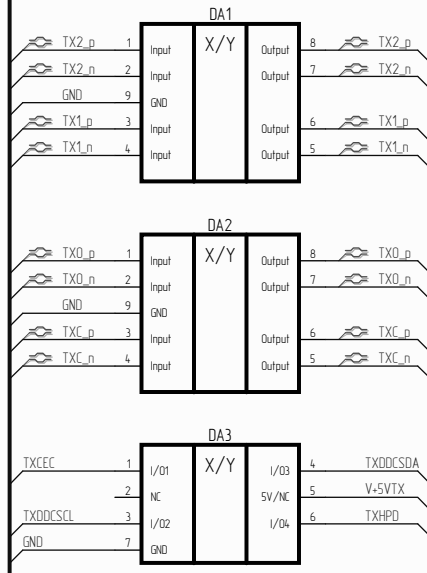 DA1
TX2_p 1 Input X/Y Output 8 TX2_p
TX2_n 2 Input Output 7 TX2_n
GND 9 GND
TX1_p 3 Input Output 6 TX1_p
TX1_n 4 Input Output 5 TX1_n
DA2
TX0_p 1 Input X/Y Output 8 TX0_p
TX0_n 2 Input Output 7 TX0_n
GND 9 GND
TXC_p 3 Input Output 6 TXC_p
TXC_n 4 Input Output 5 TXC_n
DA3
TXCEC 1 I/O1 X/Y I/O3 4 TXDDCSDA
2 NC 5V/NC 5 V+5VTX
TXDDCSCL 3 I/O2 I/O4 6 TXHPD
GND 7 GND